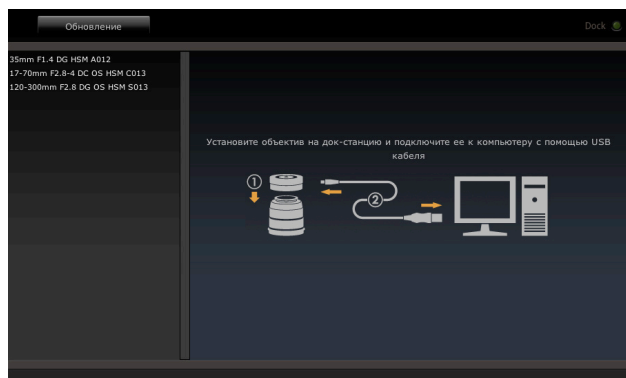 Обновление
Dock
35mm F1.4 DG HSM A012
17-70mm F2.8-4 DC OS HSM C013
120-300mm F2.8 DG OS HSM S013
Установите объектив на док-станцию и подключите ее к компьютеру с помощью USB
кабеля
①
②